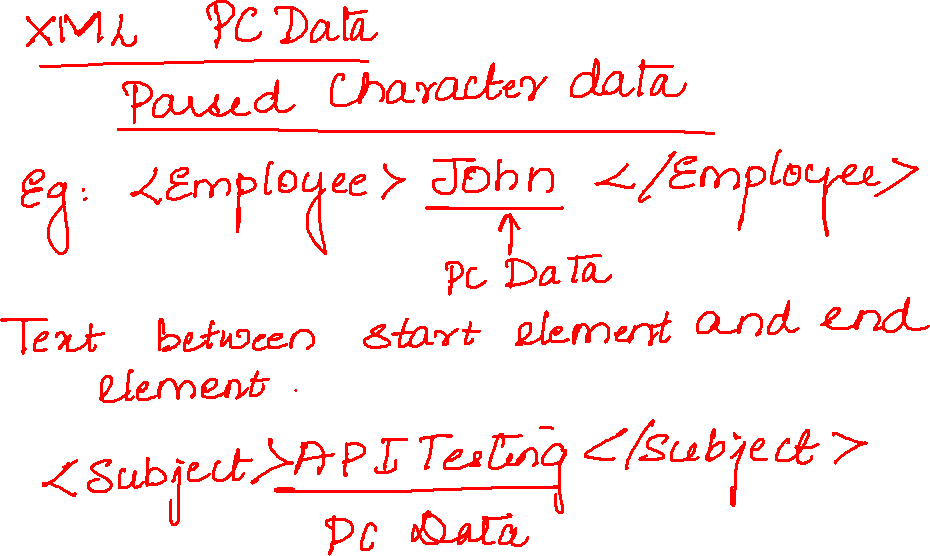 XML PC Data
Parsed Character data
Eg: <Employee> John </Employee>
PC Data
Text between start element and end
element.
<Subject> API Testing </Subject>
PC Data